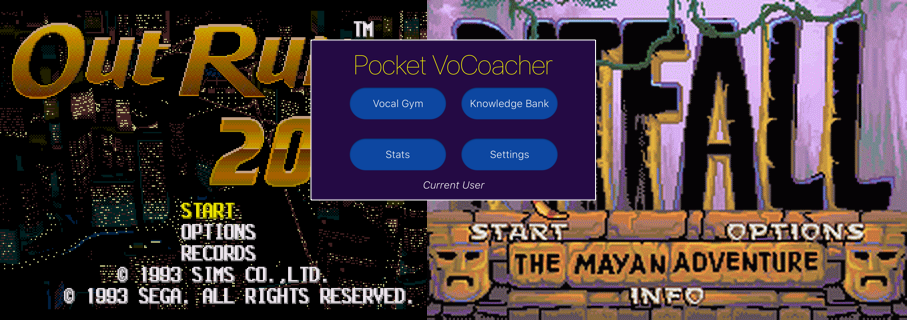 Out Run
TM
20
START
OPTIONS
RECORDS
© 1993 SIMS CO.,LTD.
© 1993 SEGA. ALL RIGHTS RESERVED.
Pocket VoCoacher
Vocal Gym
Knowledge Bank
Stats
Settings
Current User
FALL
START
OPTIONS
THE MAYAN ADVENTURE
INFO